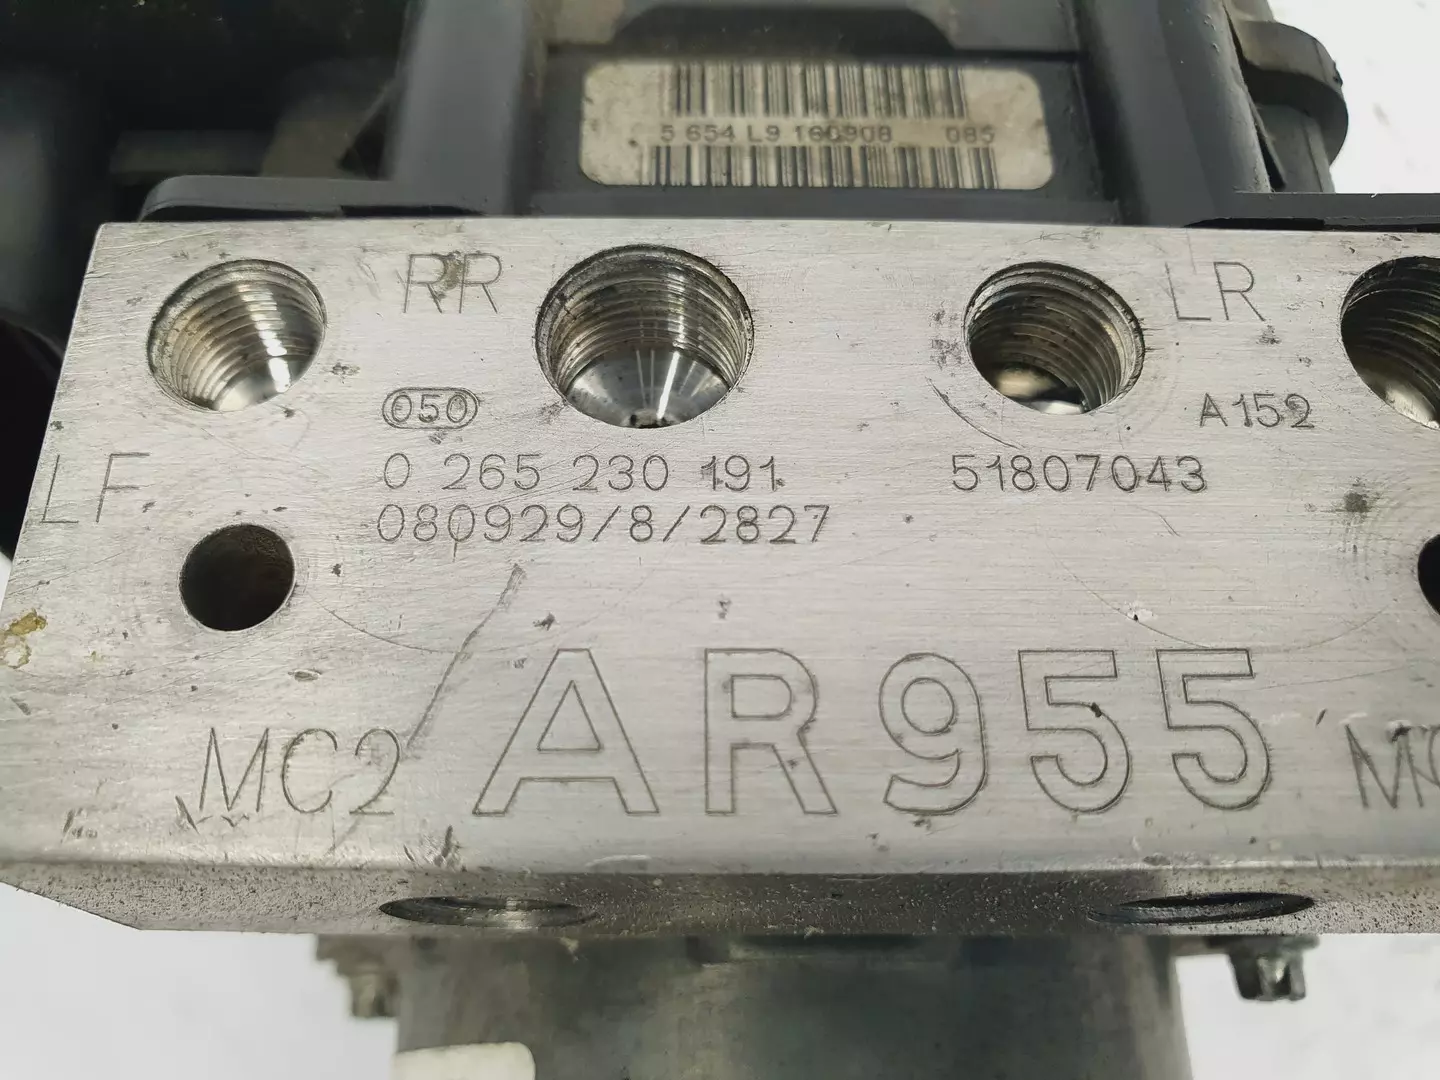 5 654 L9 160908 085
RR LR
050 A152
LF 0 265 230 191 51807043
080929/8/2827
AR955
MC2